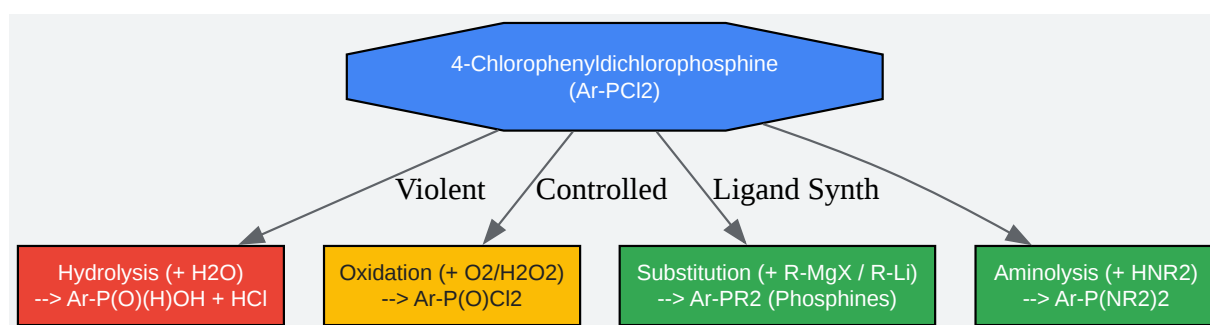 4-Chlorophenyldichlorophosphine
(Ar-PCl2)
Violent
Controlled
Ligand Synth
Hydrolysis (+ H2O)
--> Ar-P(O)(H)OH + HCl
Oxidation (+ O2/H2O2)
--> Ar-P(O)Cl2
Substitution (+ R-MgX / R-Li)
--> Ar-PR2 (Phosphines)
Aminolysis (+ HNR2)
--> Ar-P(NR2)2